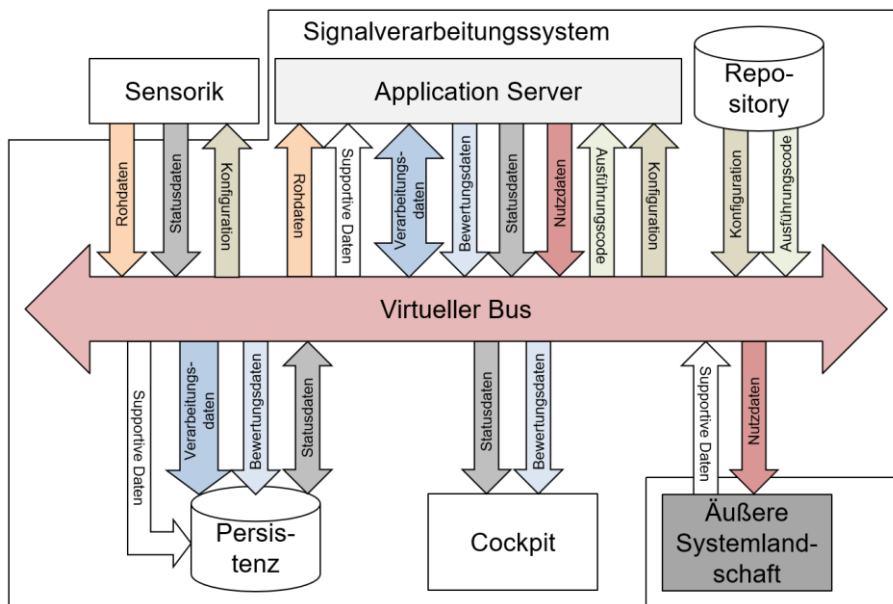 Signalverarbeitungssystem
Sensorik
Application Server
Repo-
sitory
Rohdaten
Statusdaten
Konfiguration
Rohdaten
Supportive Daten
Verarbeitungs-
daten
Bewertungsdaten
Statusdaten
Nutzdaten
Ausführungscode
Konfiguration
Konfiguration
Ausführungscode
Virtueller Bus
Supportive Daten
Verarbeitungs-
daten
Bewertungsdaten
Statusdaten
Statusdaten
Bewertungsdaten
Supportive Daten
Nutzdaten
Persis-
tenz
Cockpit
Äußere
Systemland-
schaft